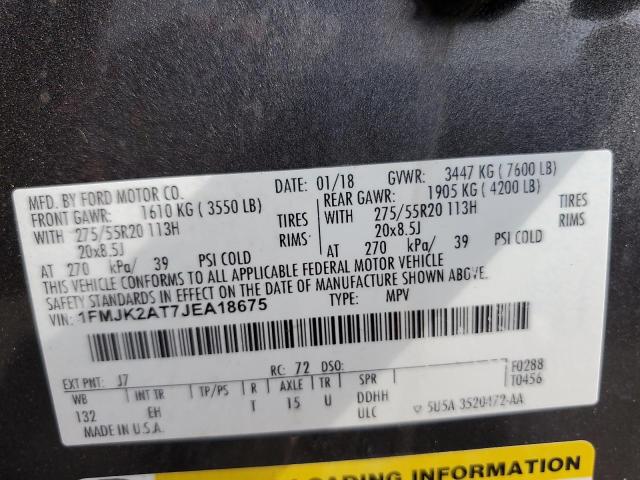 MFD. BY FORD MOTOR CO.
DATE: 01/18 GVWR: 3447 KG ( 7600 LB)
FRONT GAWR: 1610 KG ( 3550 LB) REAR GAWR: 1905 KG ( 4200 LB)
WITH 275/55R20 113H TIRES WITH 275/55R20 113H TIRES
20x8.5J RIMS 20x8.5J RIMS
AT 270 kPa/ 39 PSI COLD AT 270 kPa/ 39 PSI COLD
THIS VEHICLE CONFORMS TO ALL APPLICABLE FEDERAL MOTOR VEHICLE
SAFETY STANDARDS IN EFFECT ON THE DATE OF MANUFACTURE SHOWN ABOVE.
VIN: 1FMJK2AT7JEA18675 TYPE: MPV
F0288
T0456
EXT PNT: J7 RC: 72 DSO:
WB INT TR TP/PS R AXLE TR SPR
132 EH T 15 U DDHH
ULC 5U5A 3520472-AA
MADE IN U.S.A.
LOADING INFORMATION